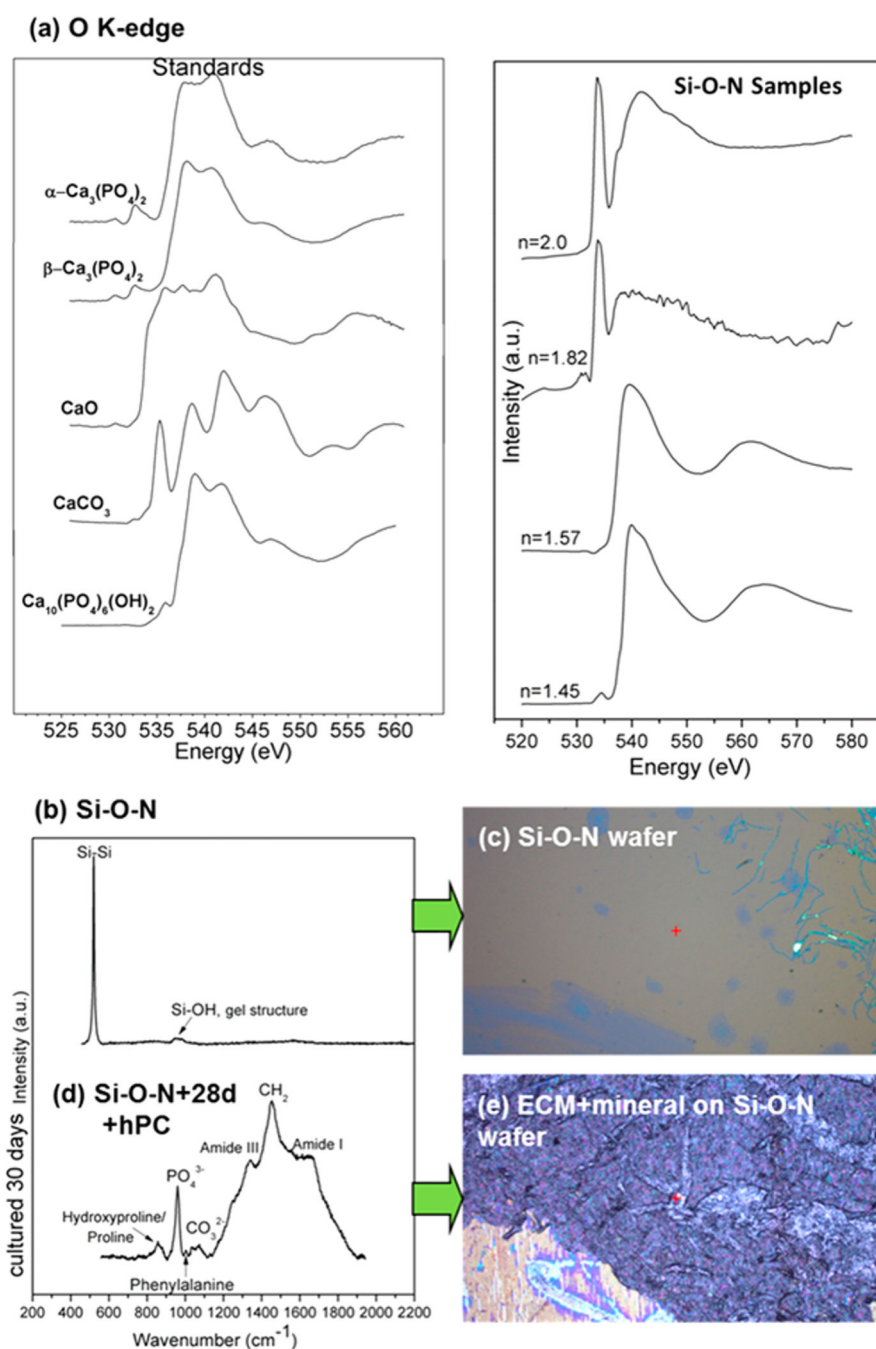 (a) O K-edge
Standards
α–Ca3(PO4)2
β–Ca3(PO4)2
CaO
CaCO3
Ca10(PO4)6(OH)2
525 530 535 540 545 550 555 560
Energy (eV)
Si-O-N Samples
Intensity (a.u.)
n=2.0
n=1.82
n=1.57
n=1.45
520 530 540 550 560 570 580
Energy (eV)
(b) Si-O-N
Si-Si
Si-OH, gel structure
Intensity (a.u.)
(c) Si-O-N wafer
(d) Si-O-N+28d
+hPC
cultured 30 days
CH2
Amide III
Amide I
PO4 3-
CO3 2-
Hydroxyproline/
Proline
Phenylalanine
200 400 600 800 1000 1200 1400 1600 1800 2000 2200
Wavenumber (cm-1)
(e) ECM+mineral on Si-O-N
wafer